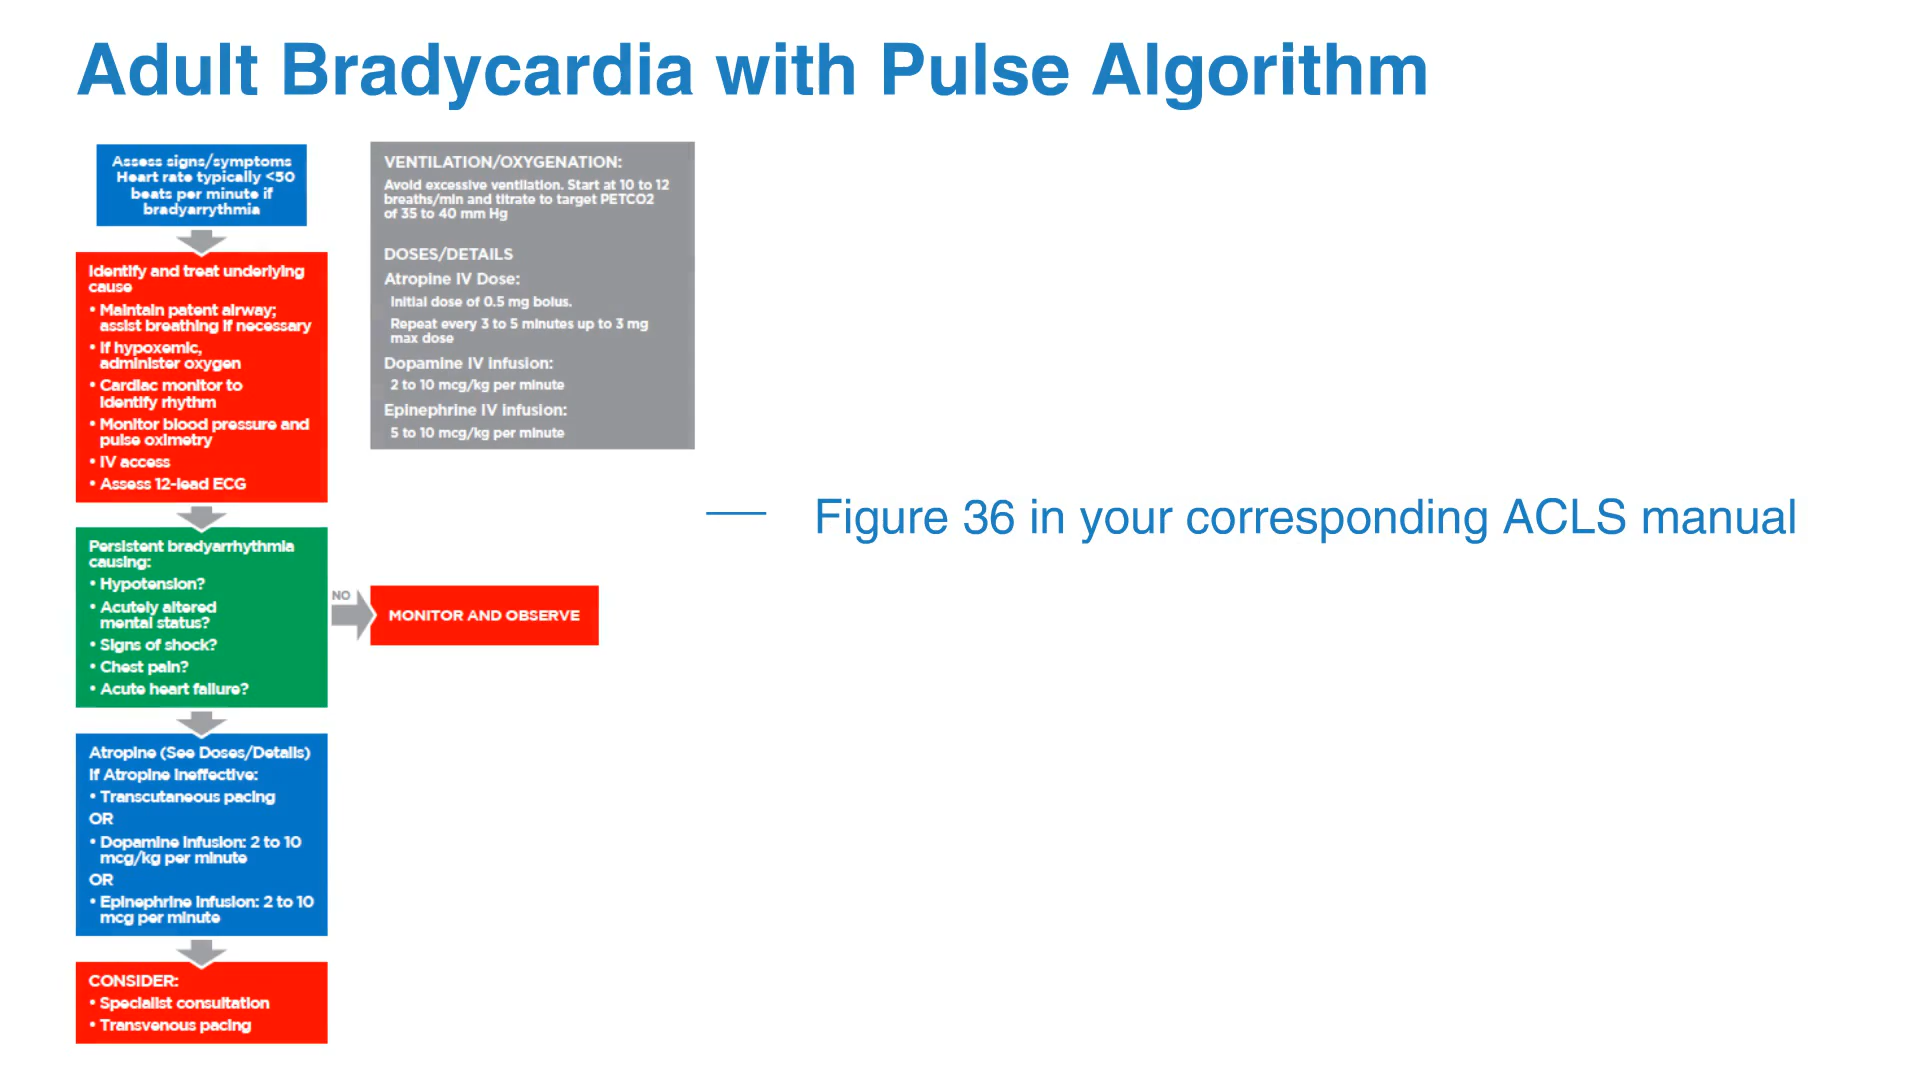 Adult Bradycardia with Pulse Algorithm
Assess signs/symptoms
Heart rate typically <50
beats per minute if
bradyarrythmia
Identify and treat underlying
cause
• Maintain patent airway;
assist breathing if necessary
• If hypoxemic,
administer oxygen
• Cardiac monitor to
identify rhythm
• Monitor blood pressure and
pulse oximetry
• IV access
• Assess 12-lead ECG
Persistent bradyarrhythmia
causing:
• Hypotension?
• Acutely altered
mental status?
• Signs of shock?
• Chest pain?
• Acute heart failure?
NO
MONITOR AND OBSERVE
Atropine (See Doses/Details)
If Atropine ineffective:
• Transcutaneous pacing
OR
• Dopamine infusion: 2 to 10
mcg/kg per minute
OR
• Epinephrine infusion: 2 to 10
mcg per minute
CONSIDER:
• Specialist consultation
• Transvenous pacing
VENTILATION/OXYGENATION:
Avoid excessive ventilation. Start at 10 to 12
breaths/min and titrate to target PETCO2
of 35 to 40 mm Hg
DOSES/DETAILS
Atropine IV Dose:
Initial dose of 0.5 mg bolus.
Repeat every 3 to 5 minutes up to 3 mg
max dose
Dopamine IV infusion:
2 to 10 mcg/kg per minute
Epinephrine IV infusion:
5 to 10 mcg/kg per minute
— Figure 36 in your corresponding ACLS manual